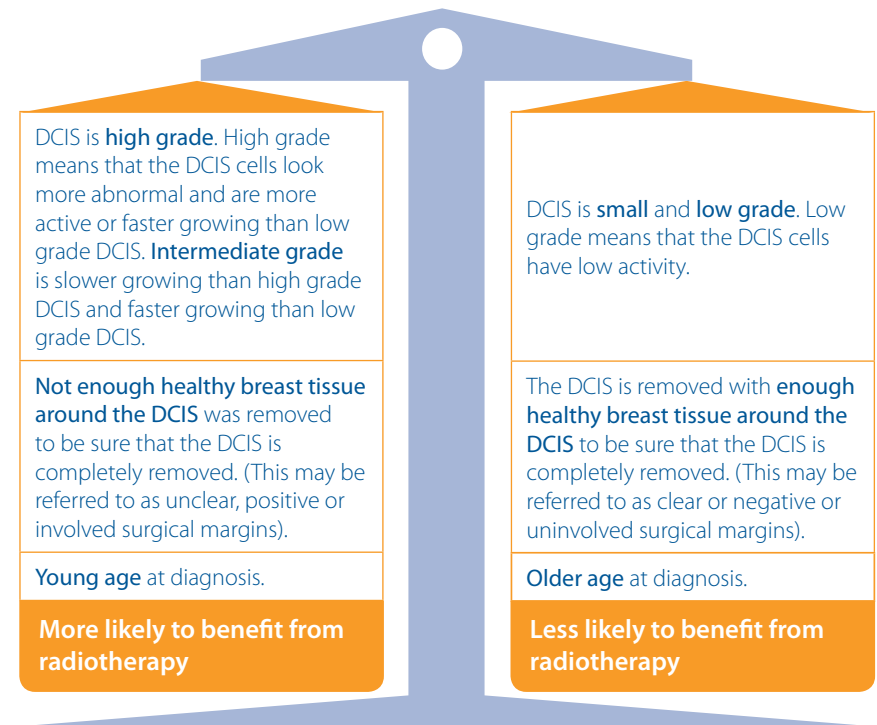 DCIS is high grade. High grade
means that the DCIS cells look
more abnormal and are more
active or faster growing than low
grade DCIS. Intermediate grade
is slower growing than high grade
DCIS and faster growing than low
grade DCIS.
Not enough healthy breast tissue
around the DCIS was removed
to be sure that the DCIS is
completely removed. (This may be
referred to as unclear, positive or
involved surgical margins).
Young age at diagnosis.
More likely to benefit from
radiotherapy
DCIS is small and low grade. Low
grade means that the DCIS cells
have low activity.
The DCIS is removed with enough
healthy breast tissue around the
DCIS to be sure that the DCIS is
completely removed. (This may be
referred to as clear or negative or
uninvolved surgical margins).
Older age at diagnosis.
Less likely to benefit from
radiotherapy